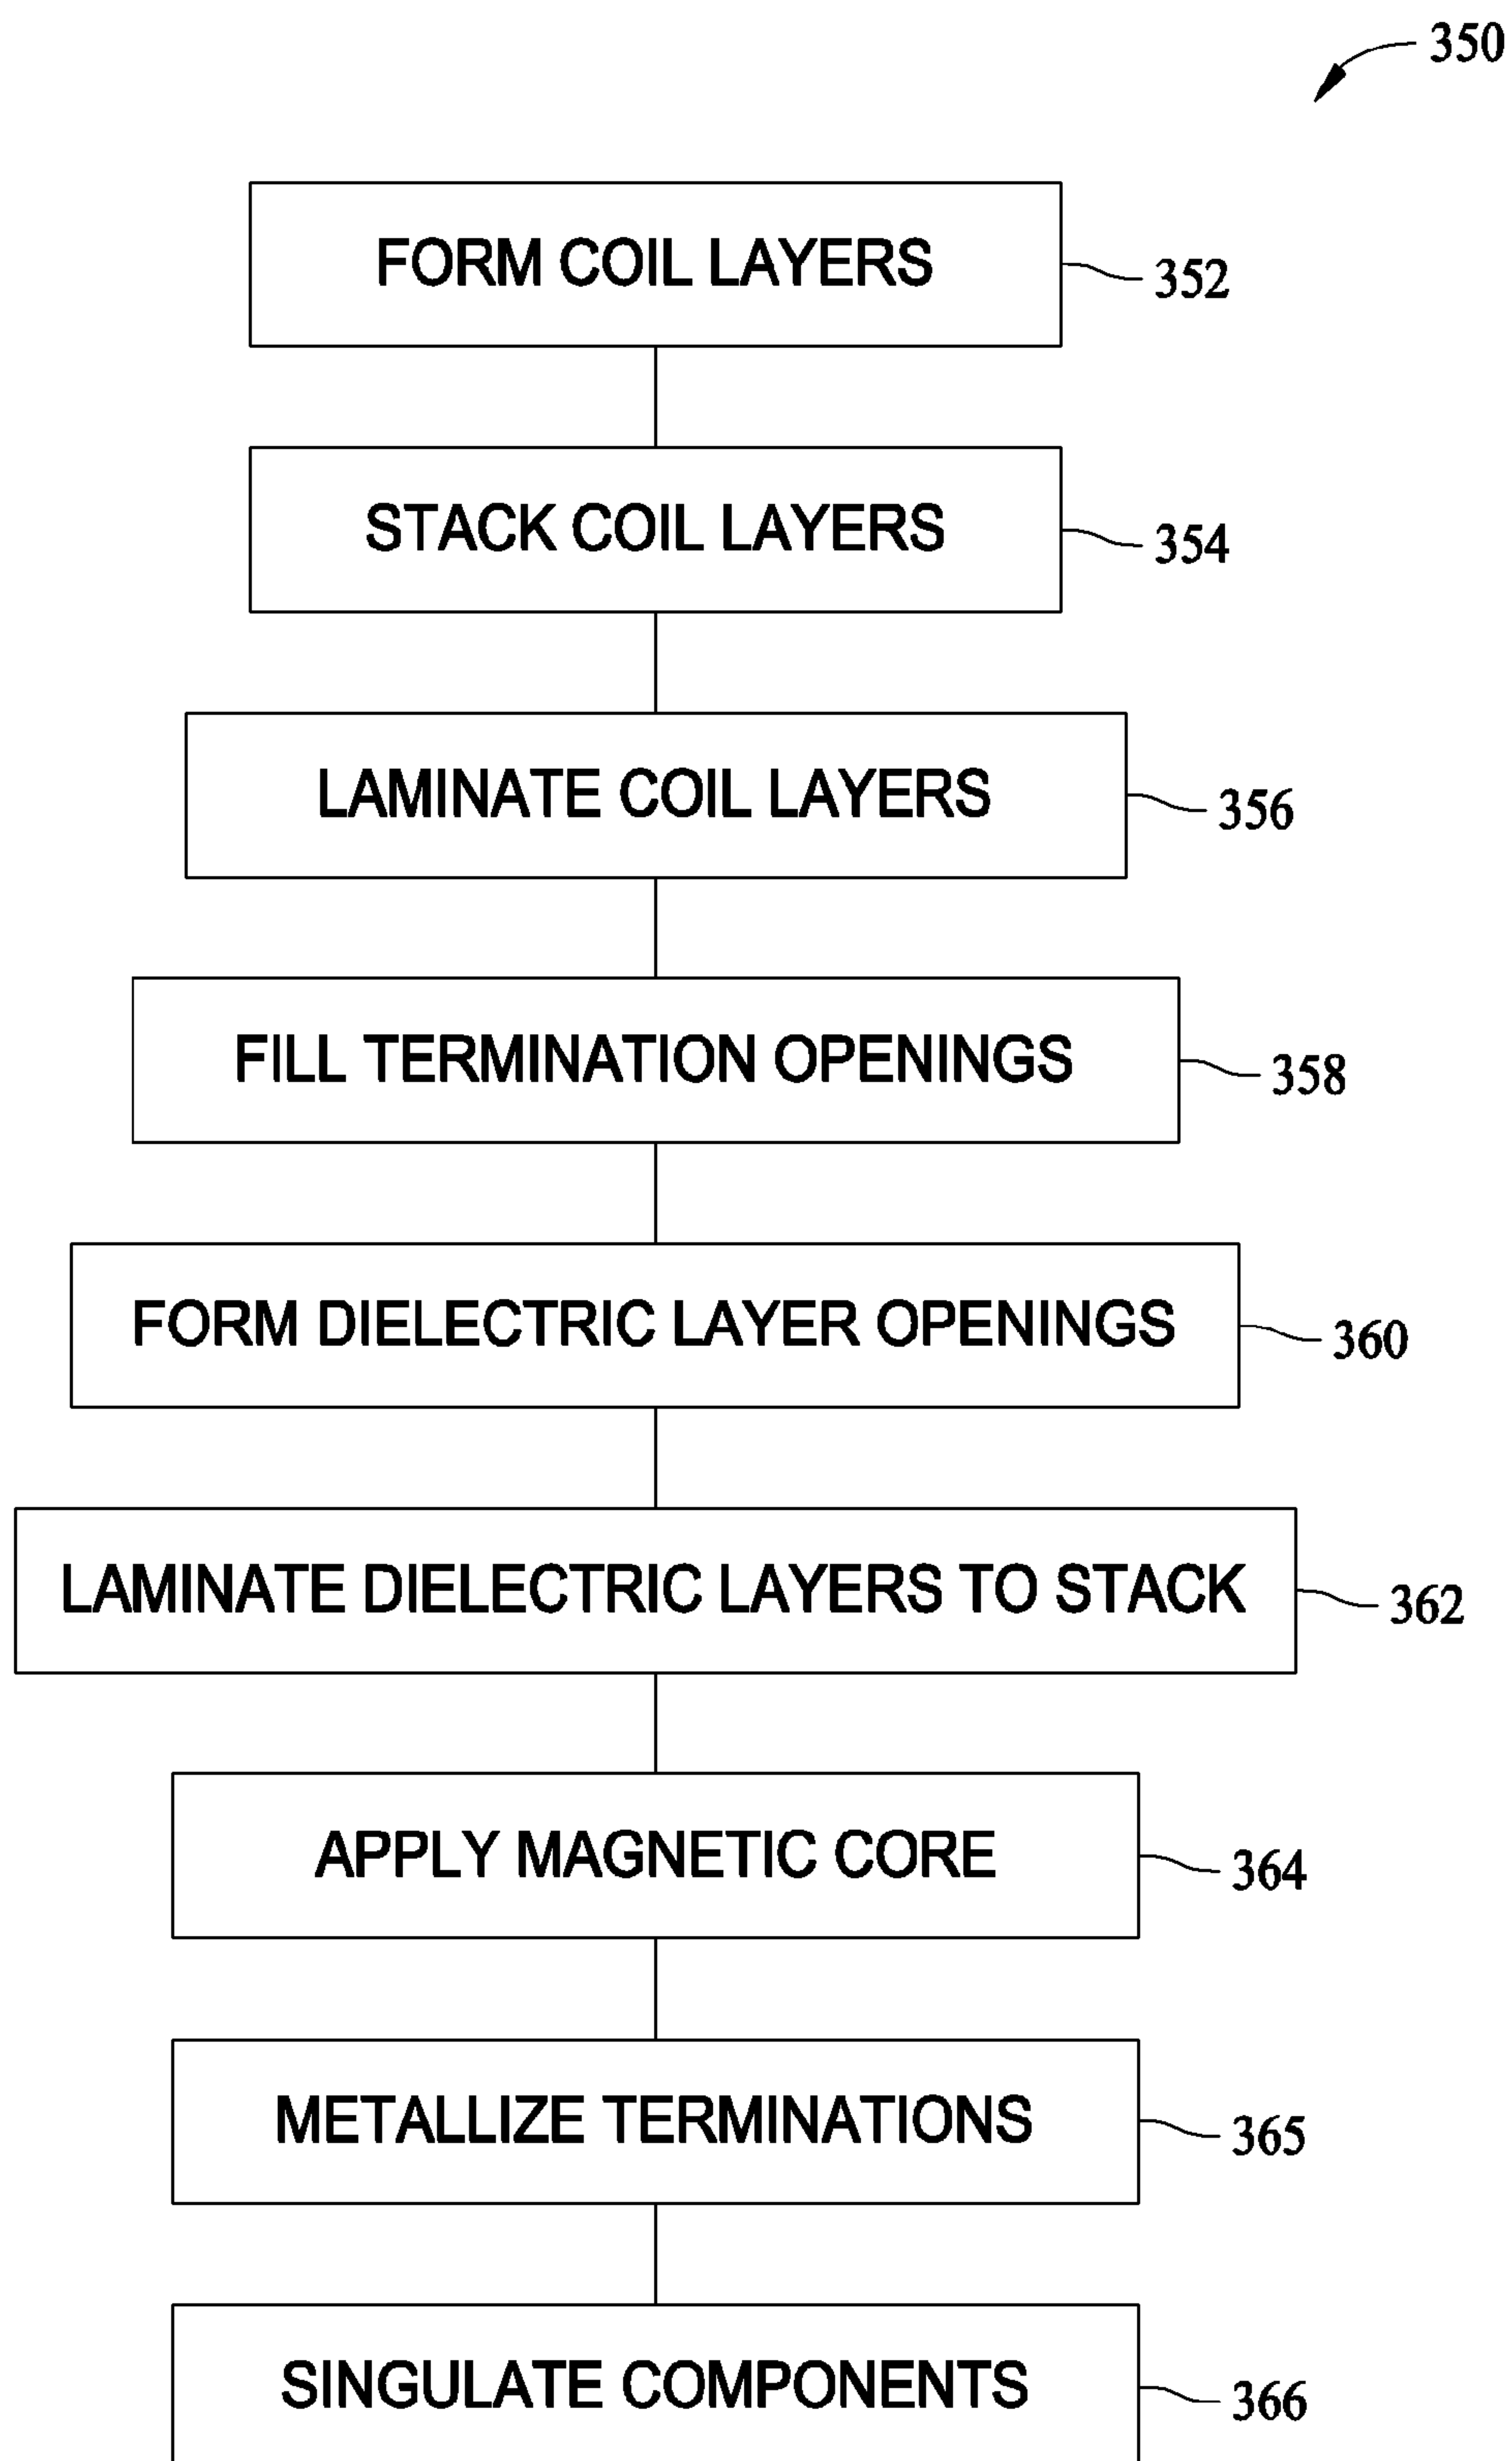 350
FORM COIL LAYERS
352
STACK COIL LAYERS
354
LAMINATE COIL LAYERS
356
FILL TERMINATION OPENINGS
358
FORM DIELECTRIC LAYER OPENINGS
360
LAMINATE DIELECTRIC LAYERS TO STACK
362
APPLY MAGNETIC CORE
364
METALLIZE TERMINATIONS
365
SINGULATE COMPONENTS
366